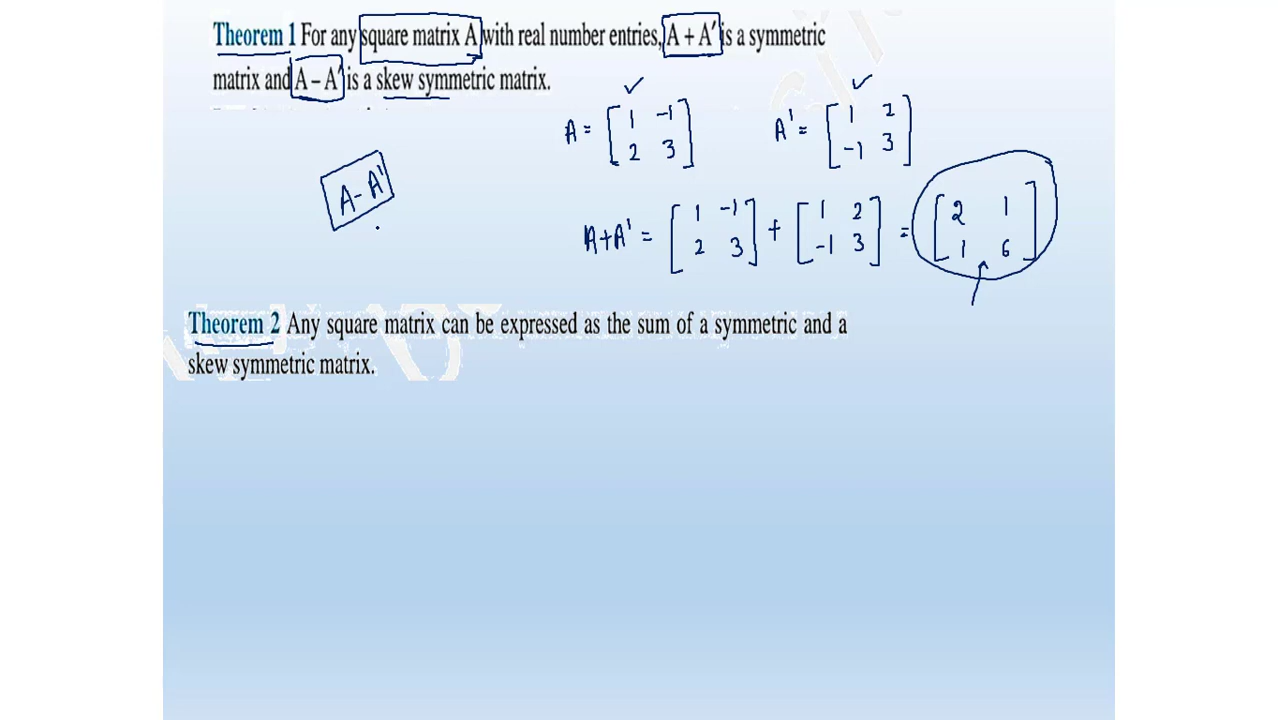 Theorem 1 For any square matrix A with real number entries, A + A′ is a symmetric
matrix and A – A′ is a skew symmetric matrix.
A = [ 1 -1
2 3 ]
A' = [ 1 2
-1 3 ]
A - A'
A+A' = [ 1 -1
2 3 ] + [ 1 2
-1 3 ] = [ 2 1
1 6 ]
Theorem 2 Any square matrix can be expressed as the sum of a symmetric and a
skew symmetric matrix.